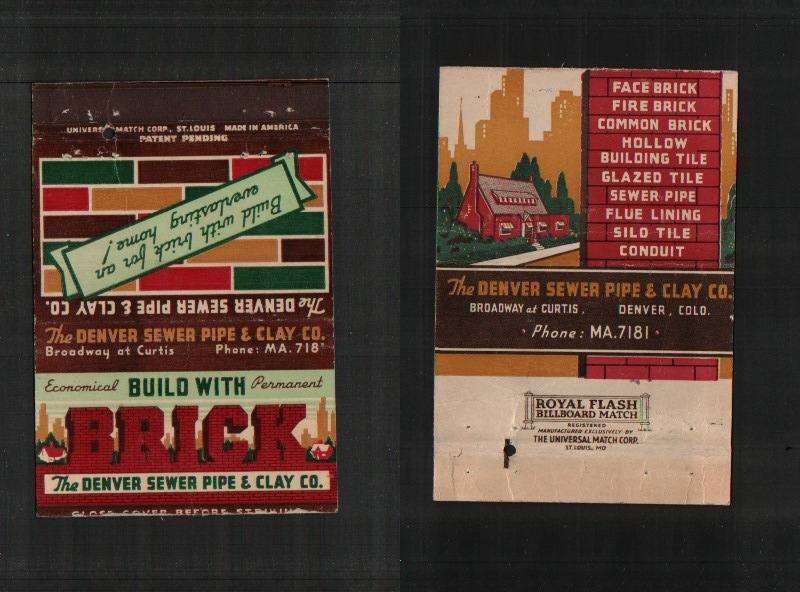 UNIVERSAL MATCH CORP., ST. LOUIS MADE IN AMERICA
PATENT PENDING
Build with brick for an
everlasting home!
The DENVER SEWER PIPE & CLAY CO.
The DENVER SEWER PIPE & CLAY CO.
Broadway at Curtis Phone: MA. 718
Economical BUILD WITH Permanent
BRICK
The DENVER SEWER PIPE & CLAY CO.
CLOSE COVER BEFORE STRIKING
FACE BRICK
FIRE BRICK
COMMON BRICK
HOLLOW
BUILDING TILE
GLAZED TILE
SEWER PIPE
FLUE LINING
SILO TILE
CONDUIT
The DENVER SEWER PIPE & CLAY CO.
BROADWAY at CURTIS. DENVER, COLO.
· Phone: MA. 7181 ·
ROYAL FLASH
BILLBOARD MATCH
REGISTERED
MANUFACTURED EXCLUSIVELY BY
THE UNIVERSAL MATCH CORP.
ST. LOUIS, MO